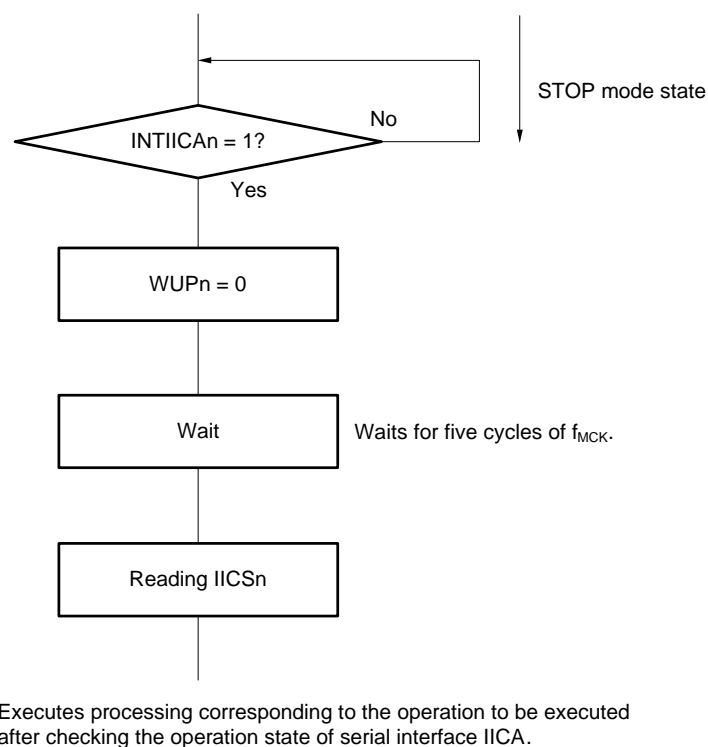 STOP mode state
No
INTIICAn = 1?
Yes
WUPn = 0
Wait
Waits for five cycles of fMCK.
Reading IICSn
Executes processing corresponding to the operation to be executed
after checking the operation state of serial interface IICA.